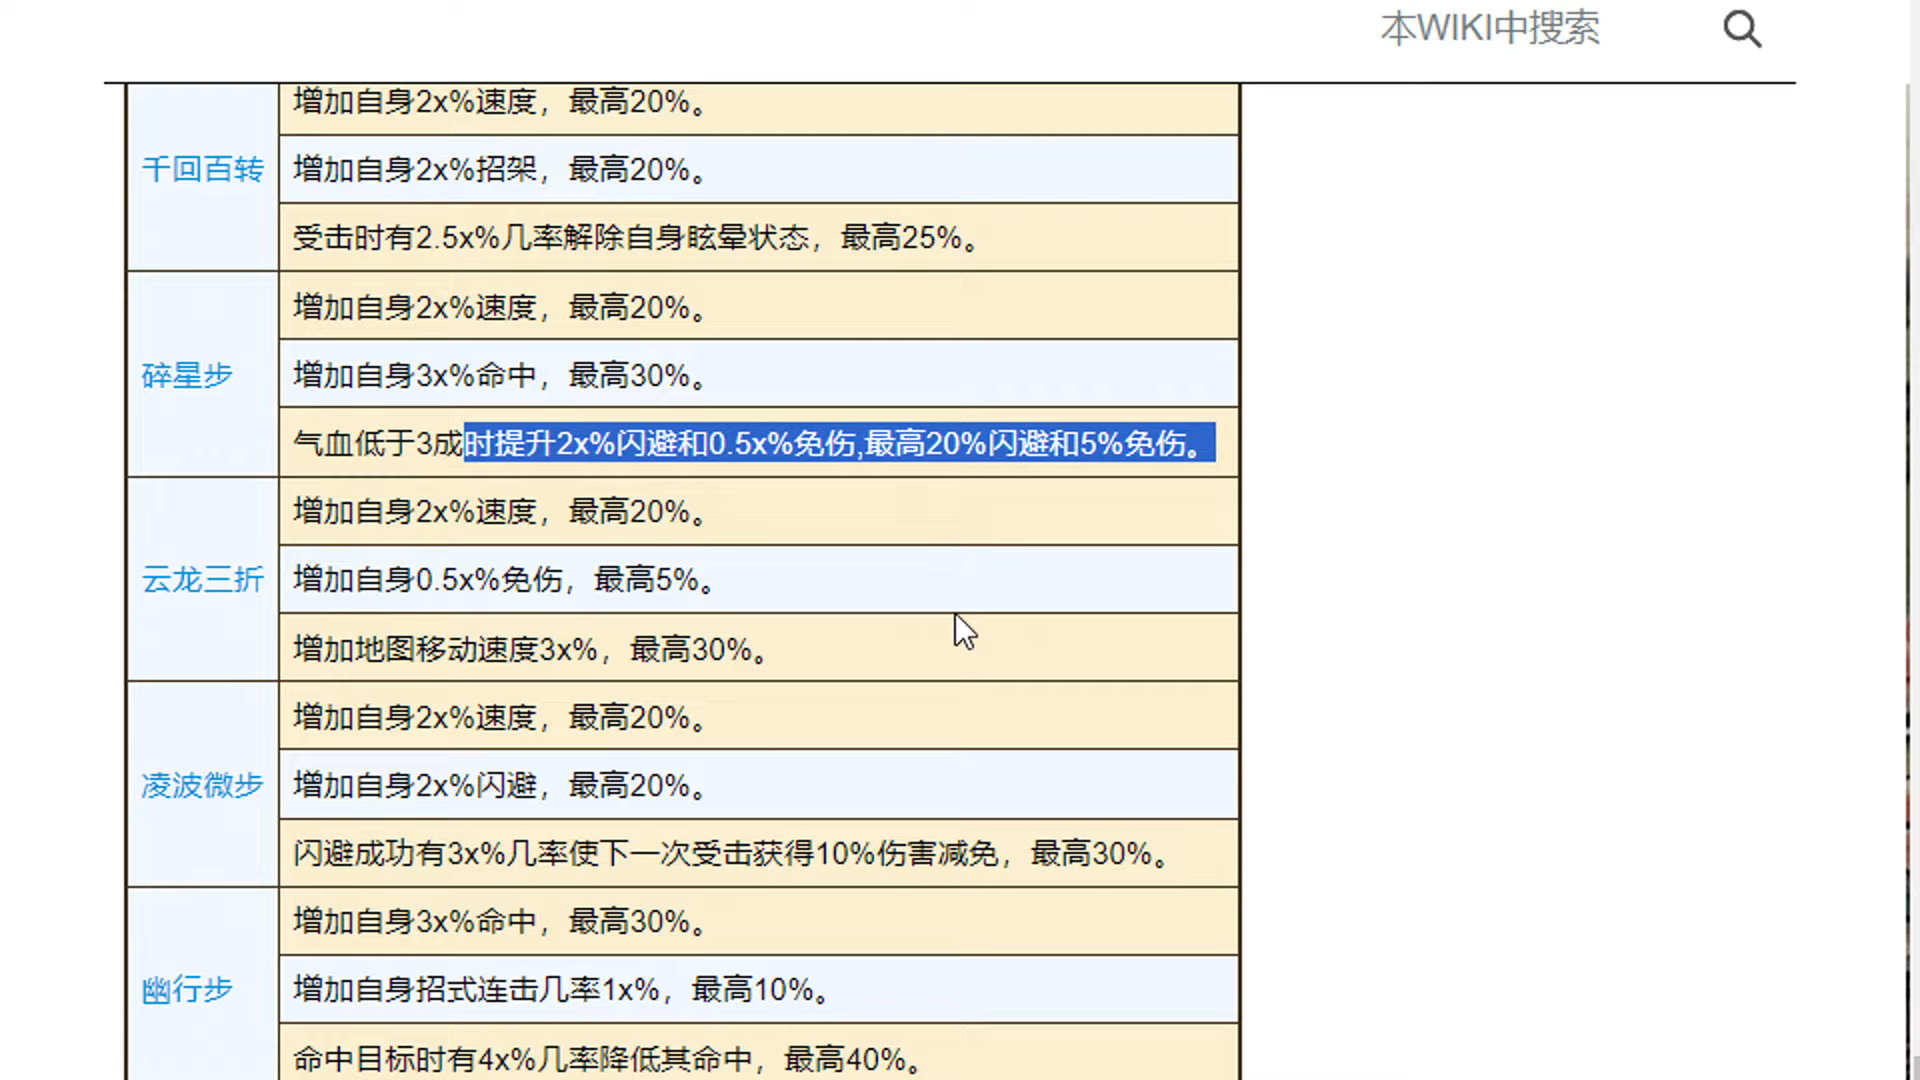 本WIKI中搜索
增加自身2x%速度，最高20%。
千回百转
增加自身2x%招架，最高20%。
受击时有2.5x%几率解除自身眩晕状态，最高25%。
增加自身2x%速度，最高20%。
碎星步
增加自身3x%命中，最高30%。
气血低于3成时提升2x%闪避和0.5x%免伤,最高20%闪避和5%免伤。
增加自身2x%速度，最高20%。
云龙三折
增加自身0.5x%免伤，最高5%。
增加地图移动速度3x%，最高30%。
增加自身2x%速度，最高20%。
凌波微步
增加自身2x%闪避，最高20%。
闪避成功有3x%几率使下一次受击获得10%伤害减免，最高30%。
增加自身3x%命中，最高30%。
幽行步
增加自身招式连击几率1x%，最高10%。
命中目标时有4x%几率降低其命中，最高40%。